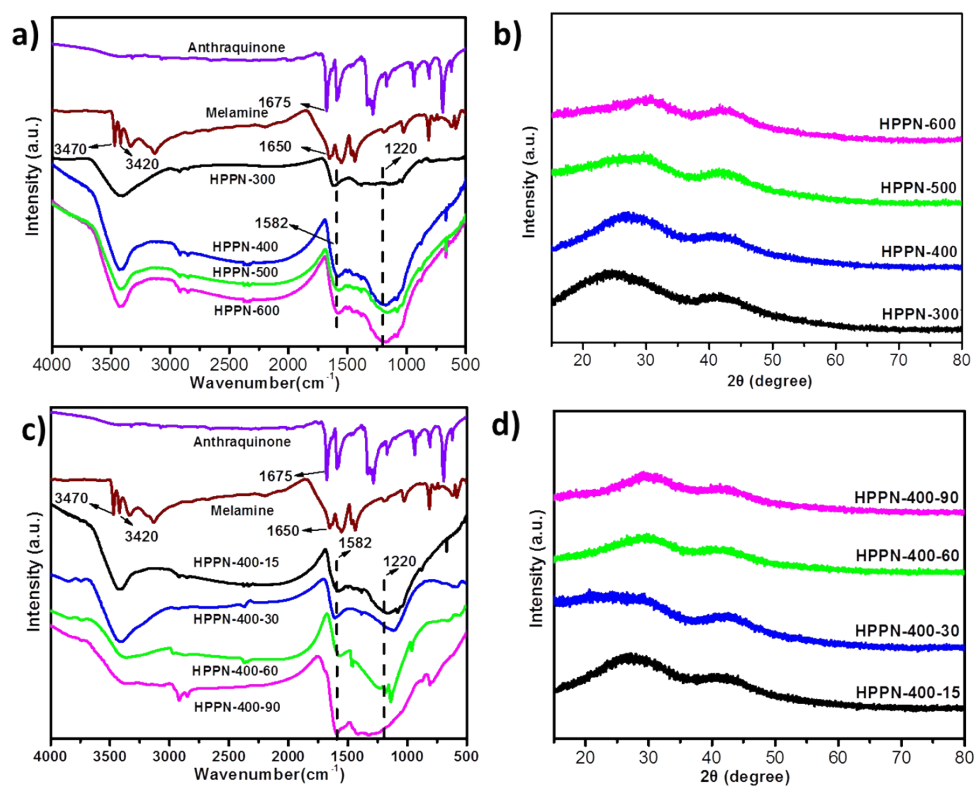 a)
Anthraquinone
1675
Melamine
3470
3420
1650
1220
HPPN-300
1582
HPPN-400
HPPN-500
HPPN-600
Intensity (a.u.)
4000 3500 3000 2500 2000 1500 1000 500
Wavenumber(cm⁻¹)
b)
HPPN-600
HPPN-500
HPPN-400
HPPN-300
Intensity (a.u.)
20 30 40 50 60 70 80
2θ (degree)
c)
Anthraquinone
1675
3470
Melamine
3420
1650
1582
HPPN-400-15
1220
HPPN-400-30
HPPN-400-60
HPPN-400-90
Intensity (a.u.)
4000 3500 3000 2500 2000 1500 1000 500
Wavenumber(cm⁻¹)
d)
HPPN-400-90
HPPN-400-60
HPPN-400-30
HPPN-400-15
Intensity (a.u.)
20 30 40 50 60 70 80
2θ (degree)